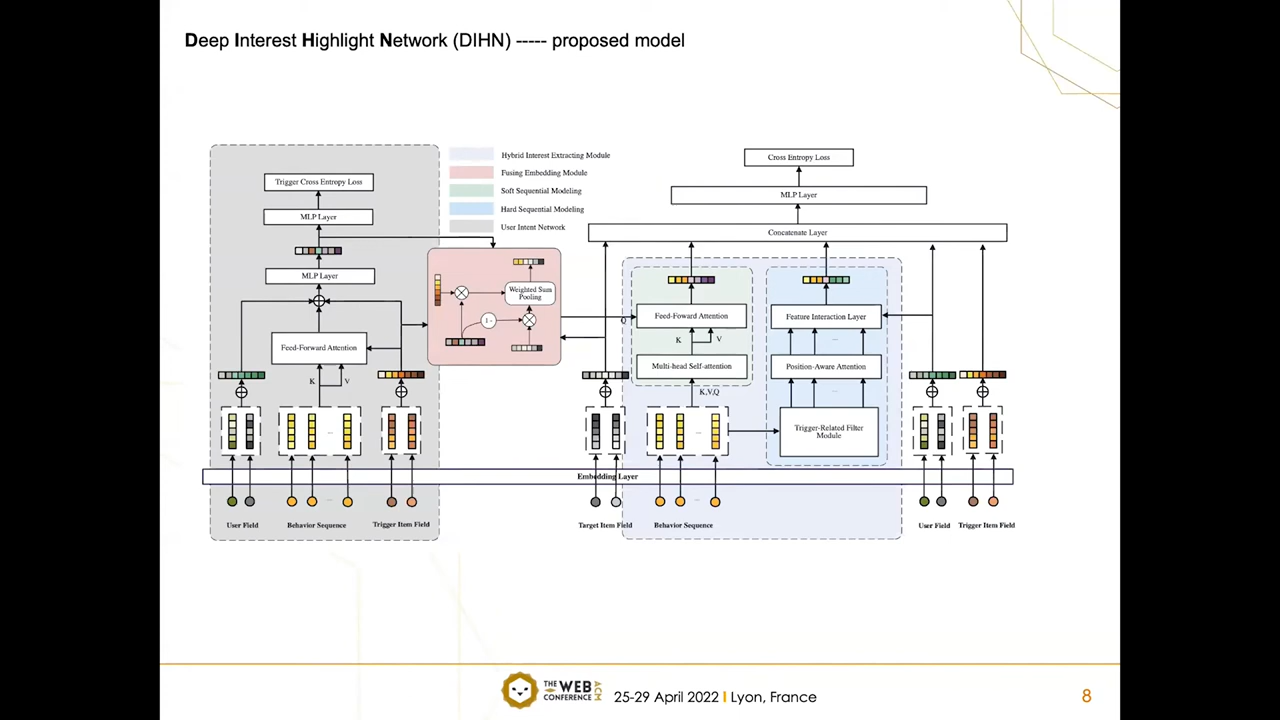 Deep Interest Highlight Network (DIHN) ----- proposed model
Trigger Cross Entropy Loss
MLP Layer
MLP Layer
Feed-Forward Attention
K
V
User Field
Behavior Sequence
Trigger Item Field
Hybrid Interest Extracting Module
Fusing Embedding Module
Soft Sequential Modeling
Hard Sequential Modeling
User Intent Network
Weighted Sum
Pooling
1 -
Cross Entropy Loss
MLP Layer
Concatenate Layer
Q
Feed-Foward Attention
K
V
Multi-head Self-attention
K,V,Q
Feature Interaction Layer
...
Position-Aware Attention
...
Trigger-Related Filter
Module
...
...
Embedding Layer
...
...
Target Item Field
Behavior Sequence
User Field
Trigger Item Field
THE WEB CONFERENCE ACM
25-29 April 2022 I Lyon, France
8